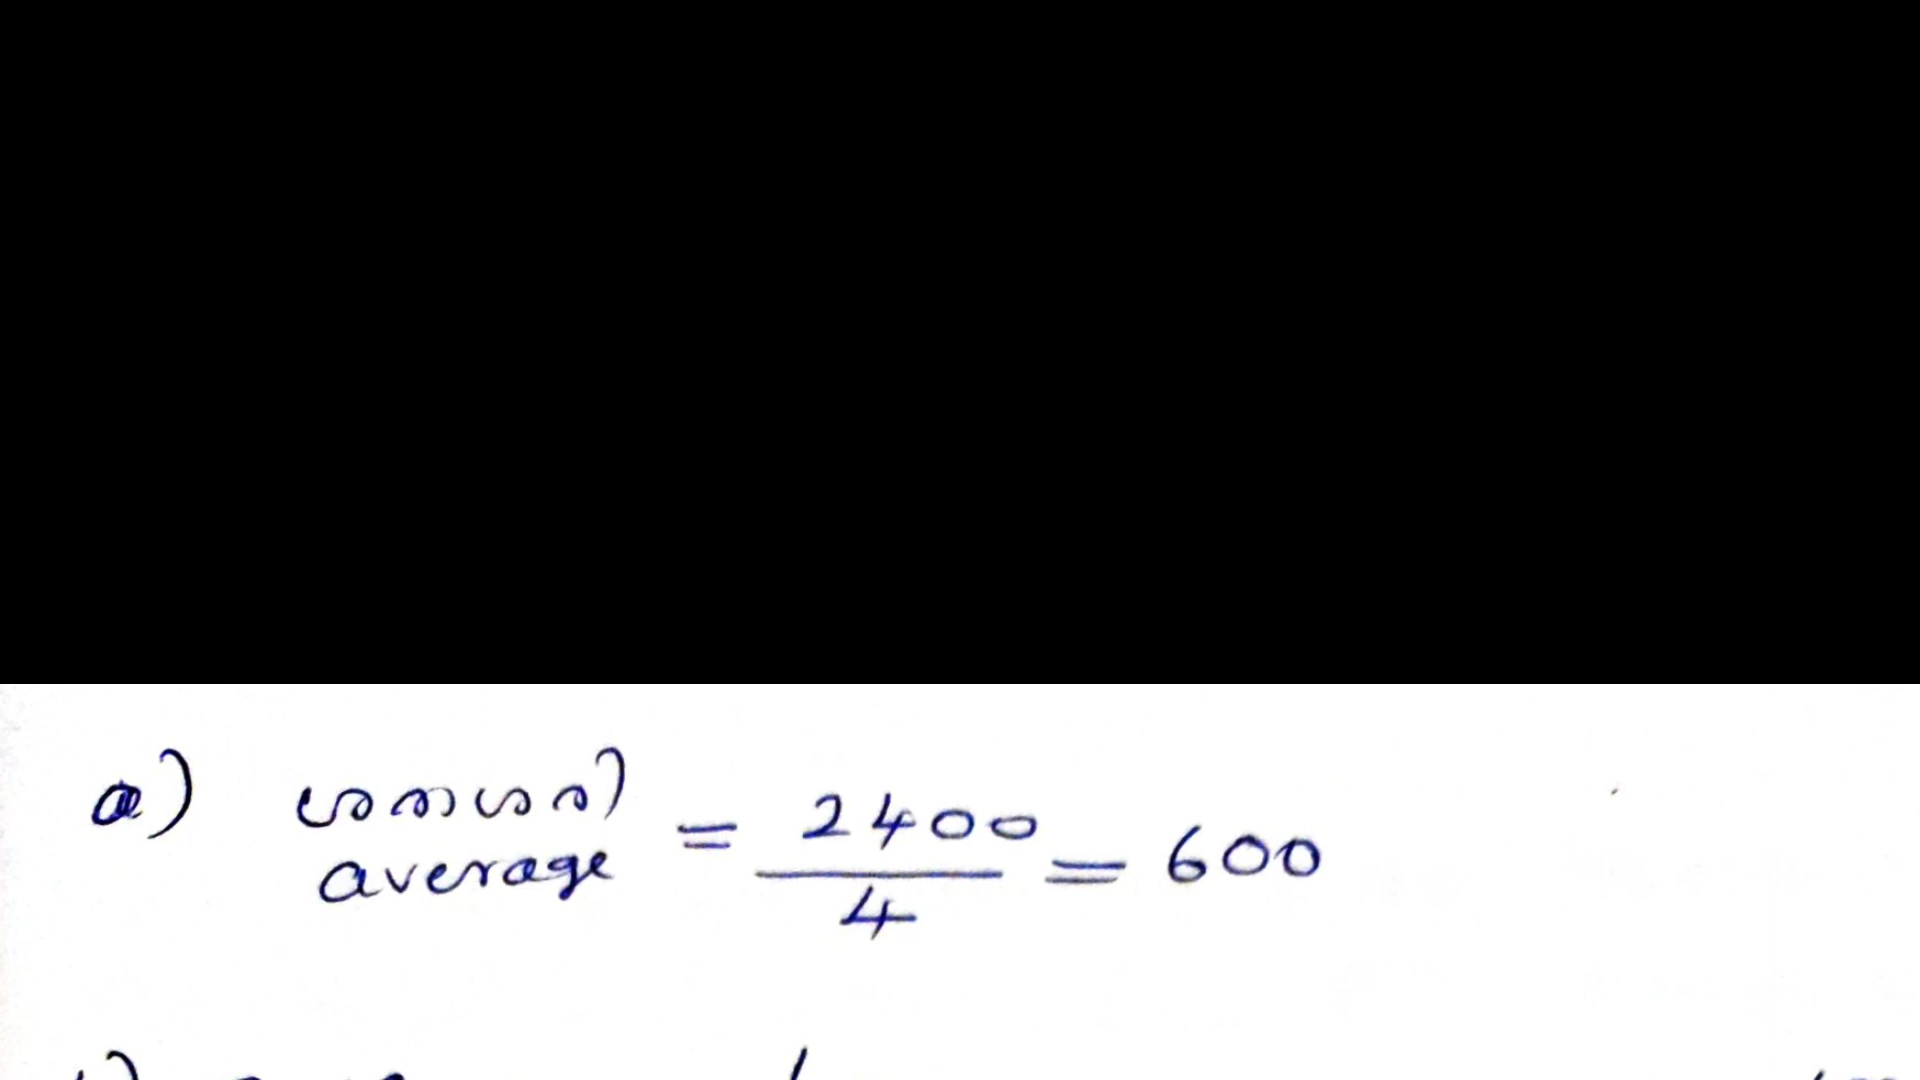 a) ശരാശരി
average = 2400/4 = 600